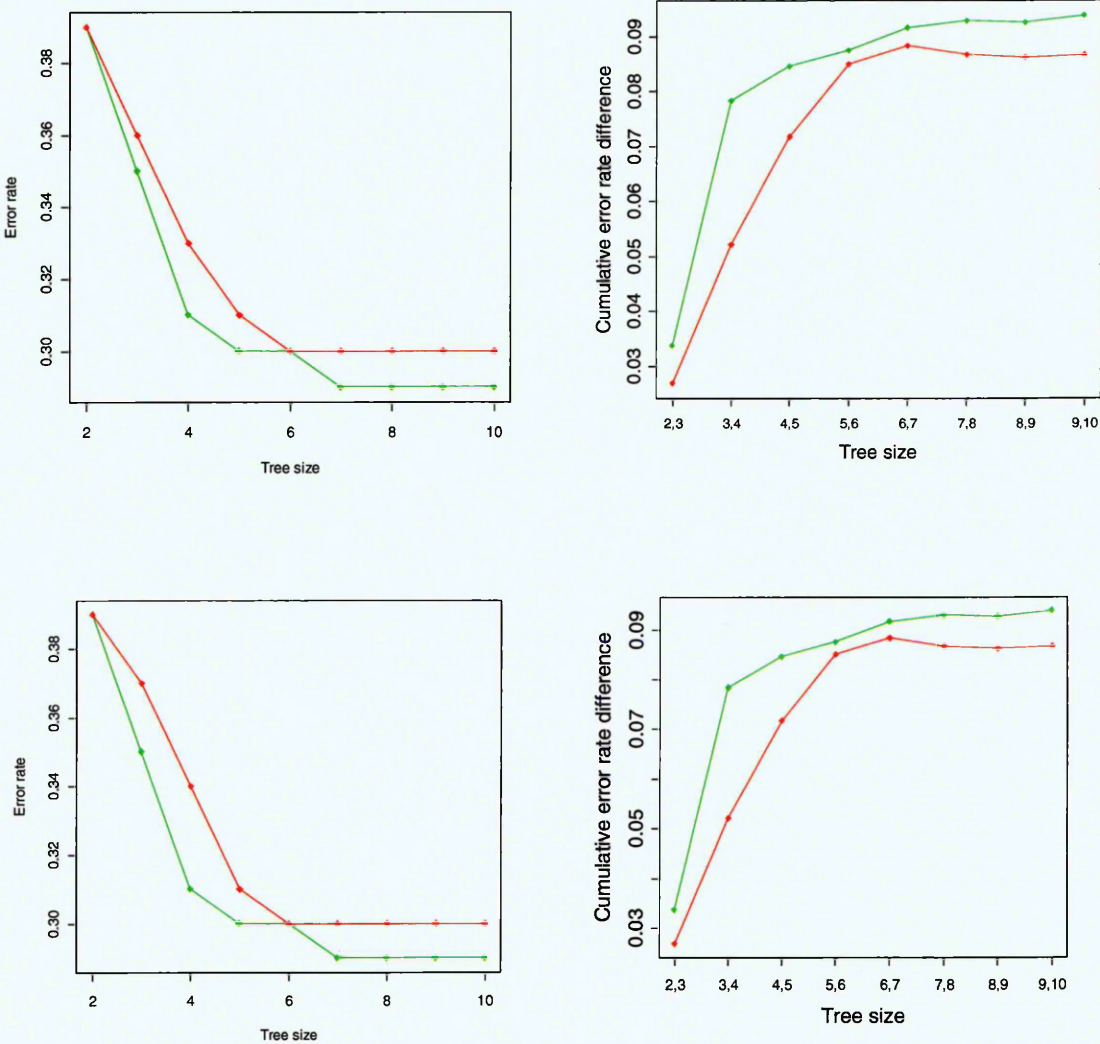 Error rate
0.38
0.36
0.34
0.32
0.30
2 4 6 8 10
Tree size
Cumulative error rate difference
0.09
0.08
0.07
0.06
0.05
0.04
0.03
2,3 3,4 4,5 5,6 6,7 7,8 8,9 9,10
Tree size
Error rate
0.38
0.36
0.34
0.32
0.30
2 4 6 8 10
Tree size
Cumulative error rate difference
0.09
0.07
0.05
0.03
2,3 3,4 4,5 5,6 6,7 7,8 8,9 9,10
Tree size